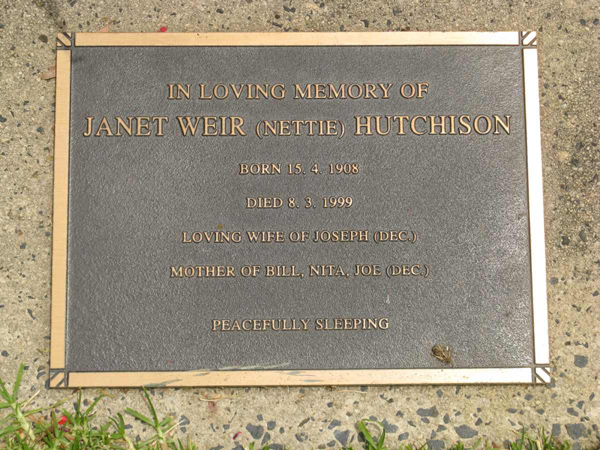 IN LOVING MEMORY OF
JANET WEIR (NETTIE) HUTCHISON
BORN 15. 4. 1908
DIED 8. 3. 1999
LOVING WIFE OF JOSEPH (DEC.)
MOTHER OF BILL, NITA, JOE (DEC.)
PEACEFULLY SLEEPING